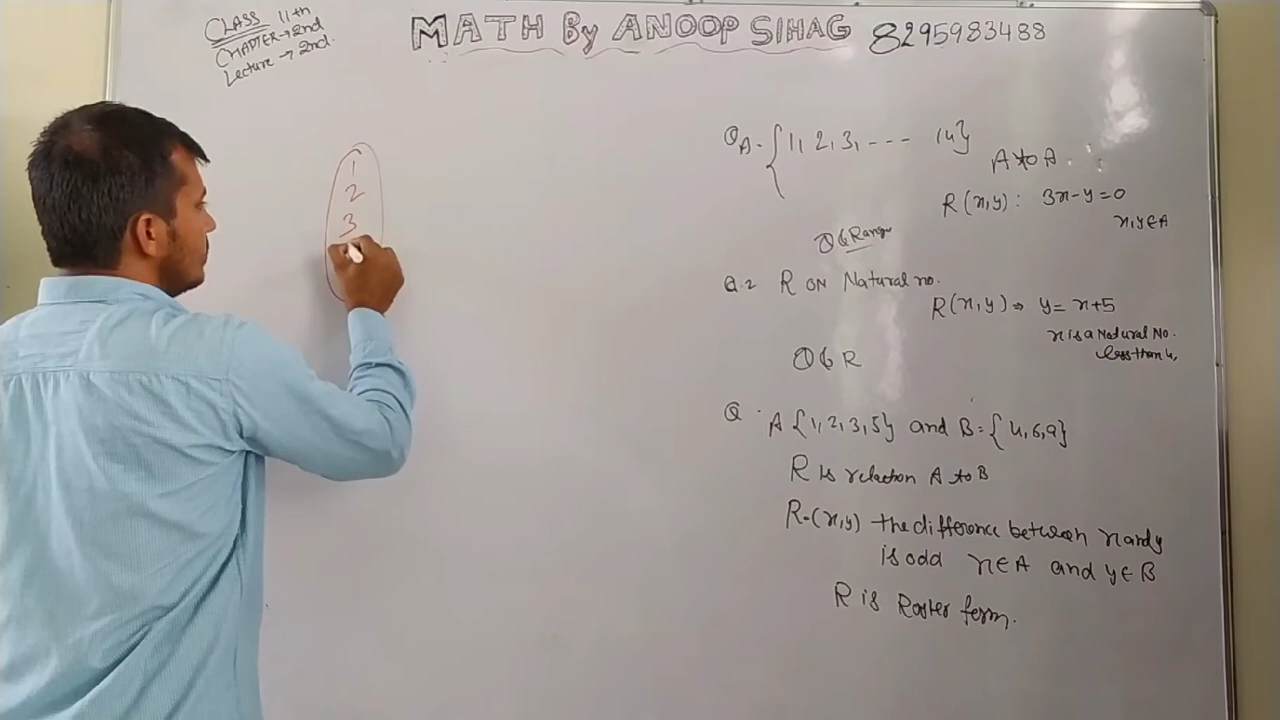 CLASS 11th
CHAPTER → 2nd
Lecture → 2nd.
MATH By ANOOP SIHAG 8295983488
Q A = { 1, 2, 3, --- 14}
A to A.
R(x,y) : 3x-y=0
x,y ∈ A
D & Range
Q.2 R ON Natural no.
R(x,y) ⇒ y = x+5
x is a Natural No.
less than 4,
D & R
Q. A {1, 2, 3, 5} and B = {4, 6, 9}
R is relation A to B
R = (x,y) the difference between x and y
is odd x ∈ A and y ∈ B
R is Roster form.
1
2
3